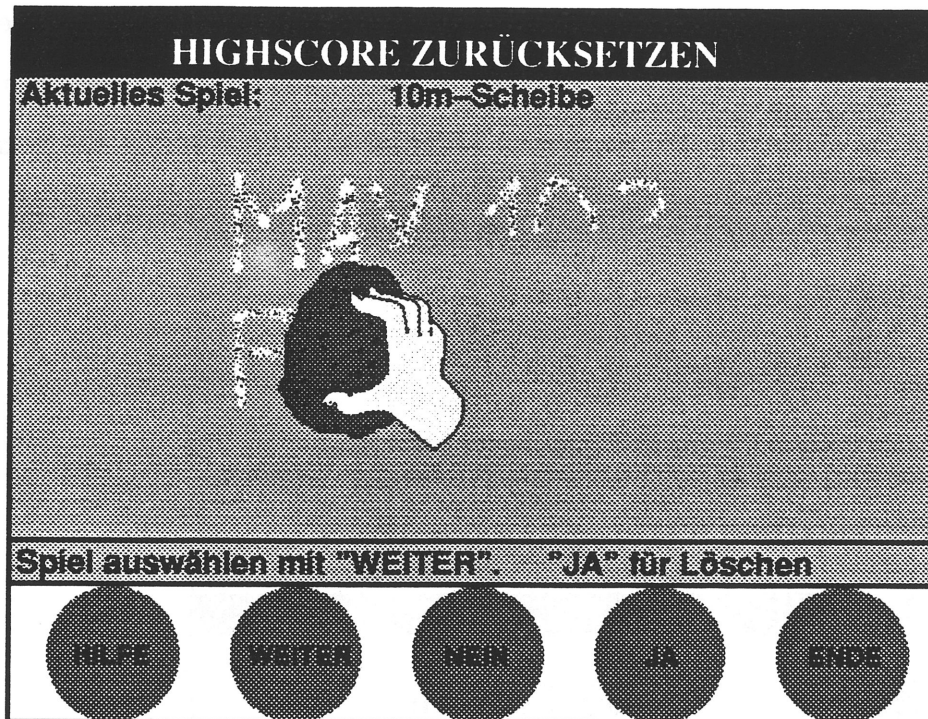 HIGHSCORE ZURÜCKSETZEN
Aktuelles Spiel: 10m-Scheibe
Spiel auswählen mit "WEITER". "JA" für Löschen
HILFE WEITER NEIN JA ENDE